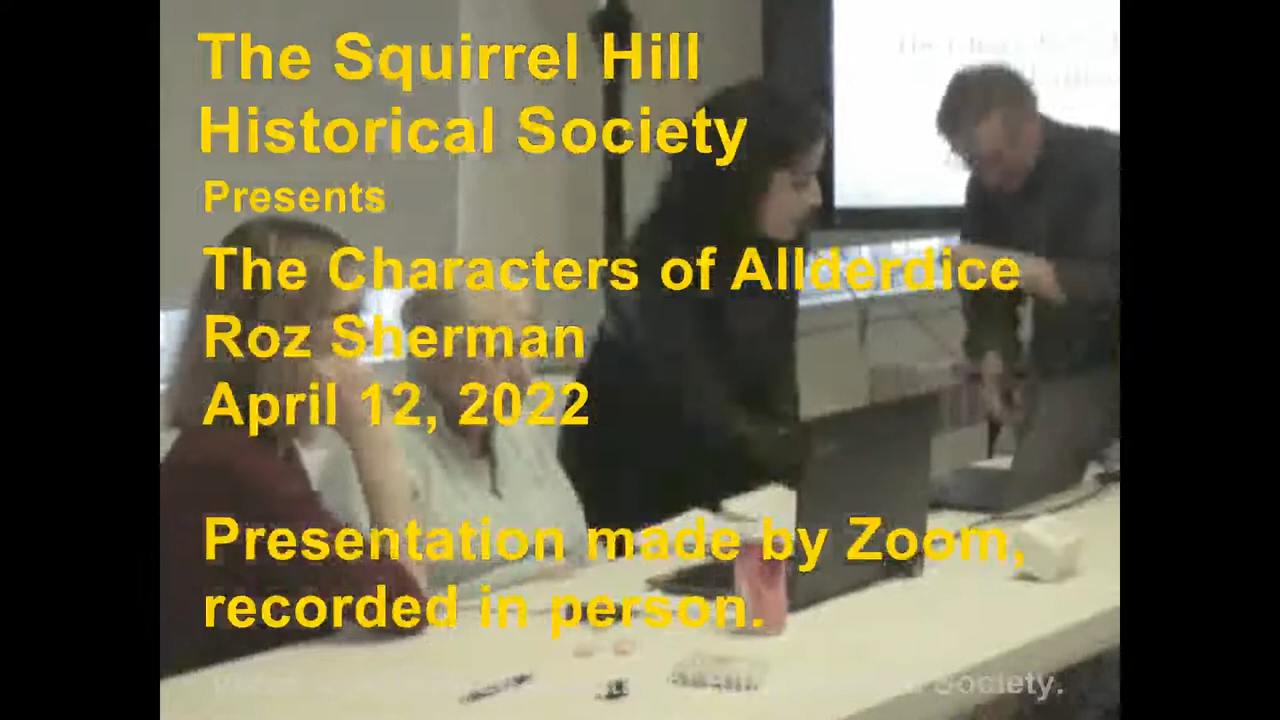 The Squirrel Hill
Historical Society
Presents
The Characters of Allderdice
Roz Sherman
April 12, 2022
Presentation made by Zoom,
recorded in person.
Society.